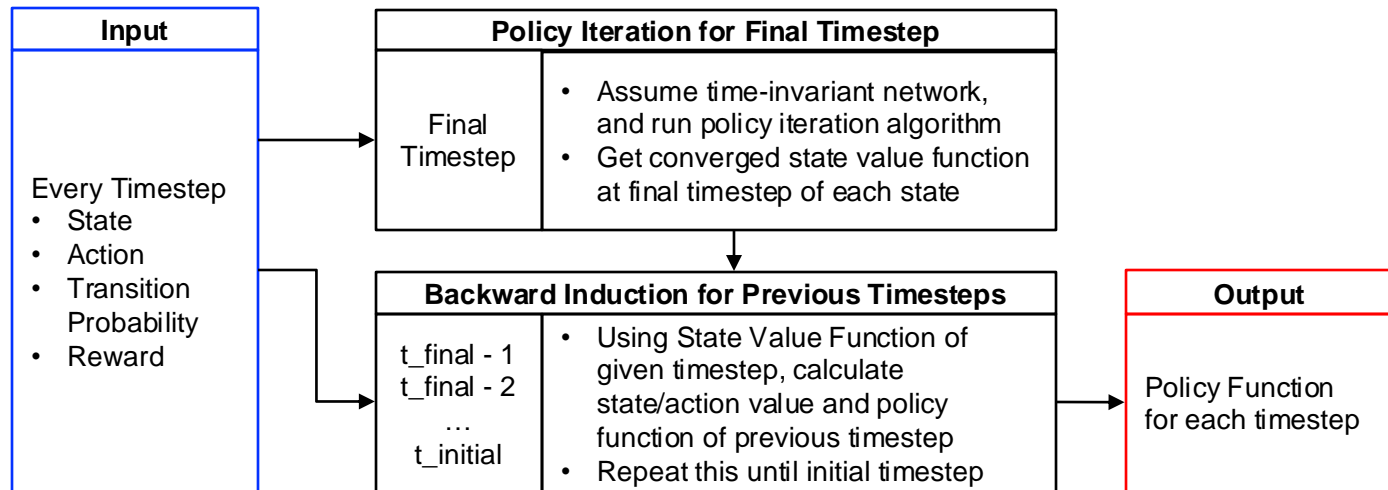 Input
Every Timestep
• State
• Action
• Transition
Probability
• Reward
Policy Iteration for Final Timestep
Final
Timestep
• Assume time-invariant network,
and run policy iteration algorithm
• Get converged state value function
at final timestep of each state
Backward Induction for Previous Timesteps
t_final - 1
t_final - 2
…
t_initial
• Using State Value Function of
given timestep, calculate
state/action value and policy
function of previous timestep
• Repeat this until initial timestep
Output
Policy Function
for each timestep